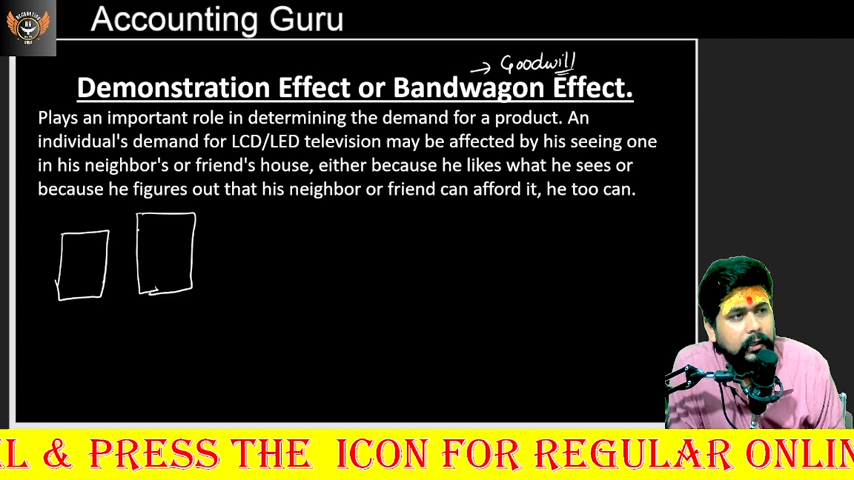 Accounting Guru
→ Goodwill
Demonstration Effect or Bandwagon Effect.
Plays an important role in determining the demand for a product. An
individual's demand for LCD/LED television may be affected by his seeing one
in his neighbor's or friend's house, either because he likes what he sees or
because he figures out that his neighbor or friend can afford it, he too can.
& PRESS THE ICON FOR REGULAR